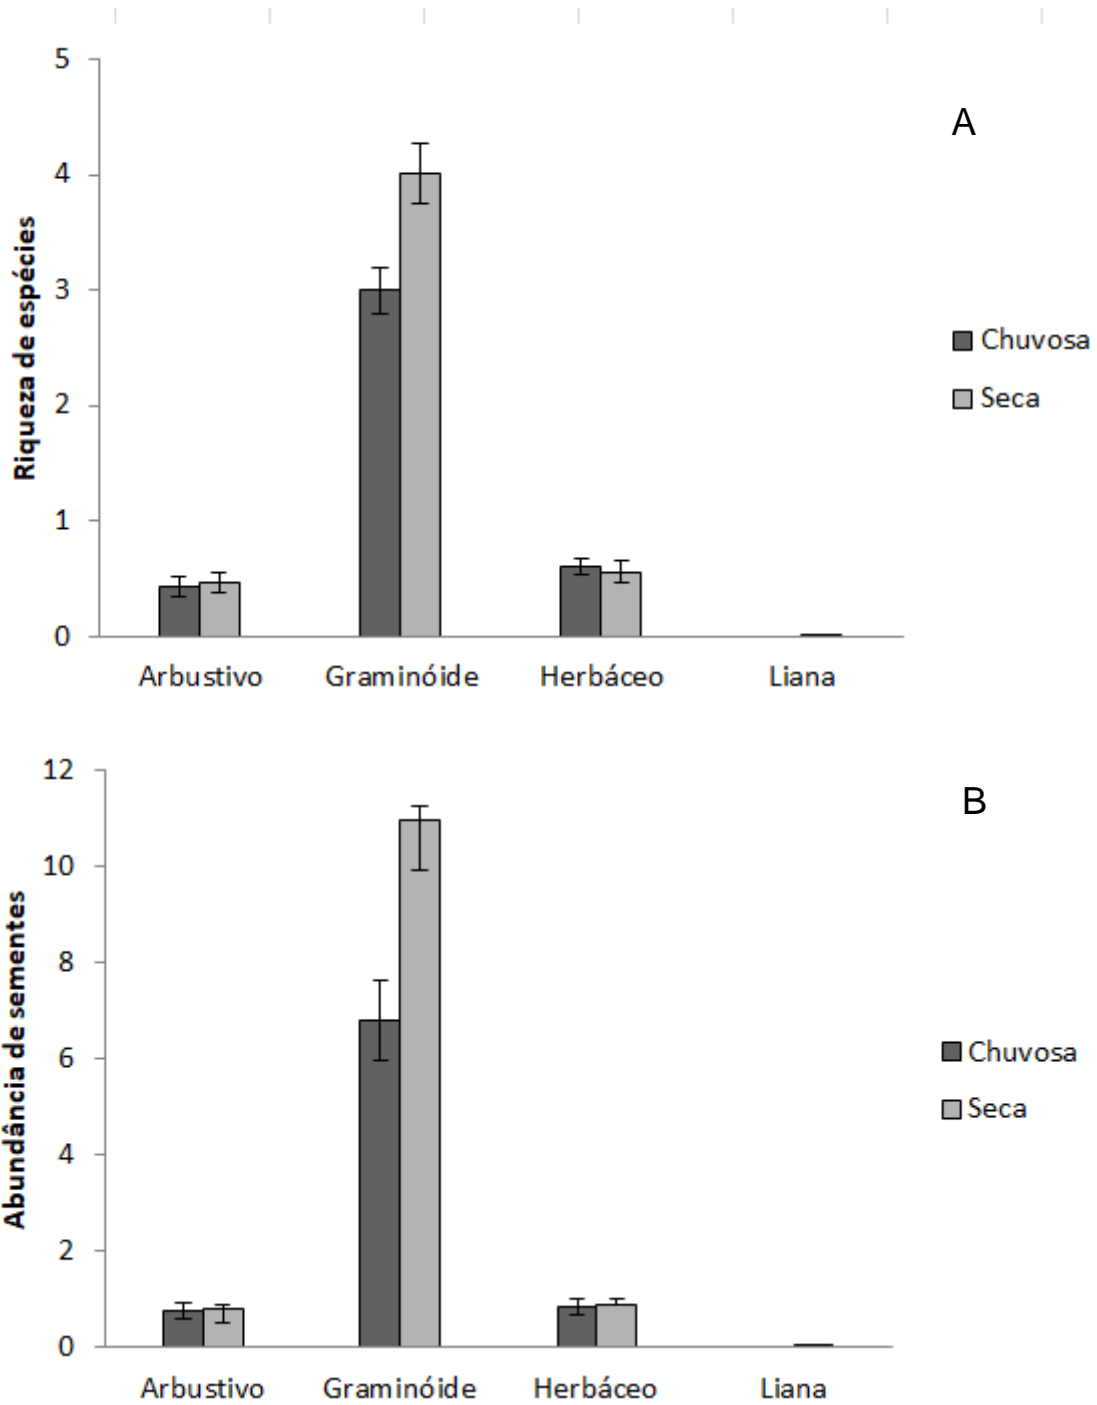 A
5
4
3
2
1
0
Riqueza de espécies
Chuvosa
Seca
Arbustivo Graminóide Herbáceo Liana
B
12
10
8
6
4
2
0
Abundância de sementes
Chuvosa
Seca
Arbustivo Graminóide Herbáceo Liana